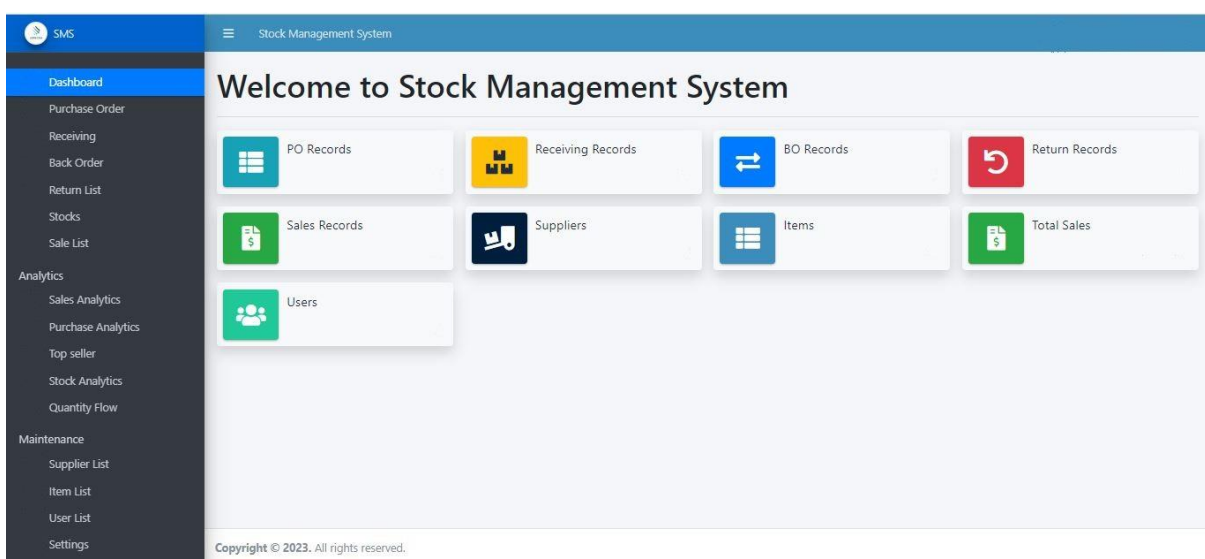 SMS
Stock Management System
Dashboard
Purchase Order
Receiving
Back Order
Return List
Stocks
Sale List
Analytics
Sales Analytics
Purchase Analytics
Top seller
Stock Analytics
Quantity Flow
Maintenance
Supplier List
Item List
User List
Settings
Welcome to Stock Management System
PO Records
Receiving Records
BO Records
Return Records
Sales Records
Suppliers
Items
Total Sales
Users
Copyright © 2023. All rights reserved.